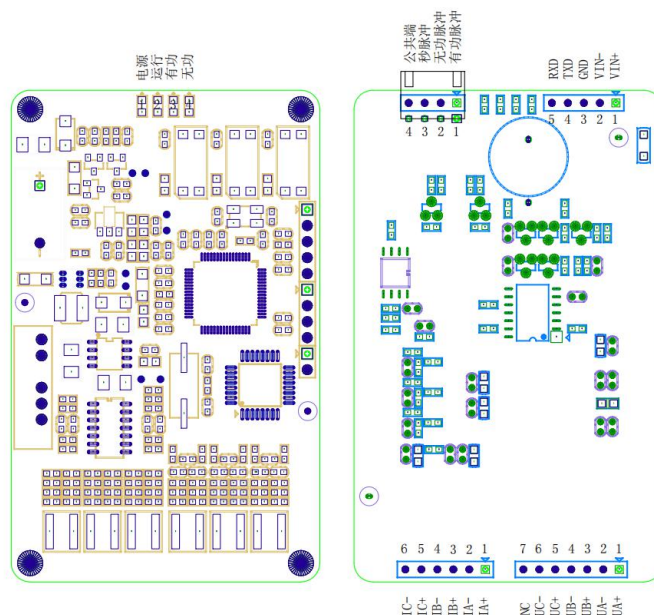 电源
运行
有功
无功
公共端
秒脉冲
无功脉冲
有功脉冲
4 3 2 1
RXD
TXD
GND
VIN-
VIN+
5 4 3 2 1
6 5 4 3 2 1
IC-
IC+
IB-
IB+
IA-
IA+
7 6 5 4 3 2 1
NC
UC-
UC+
UB-
UB+
UA-
UA+